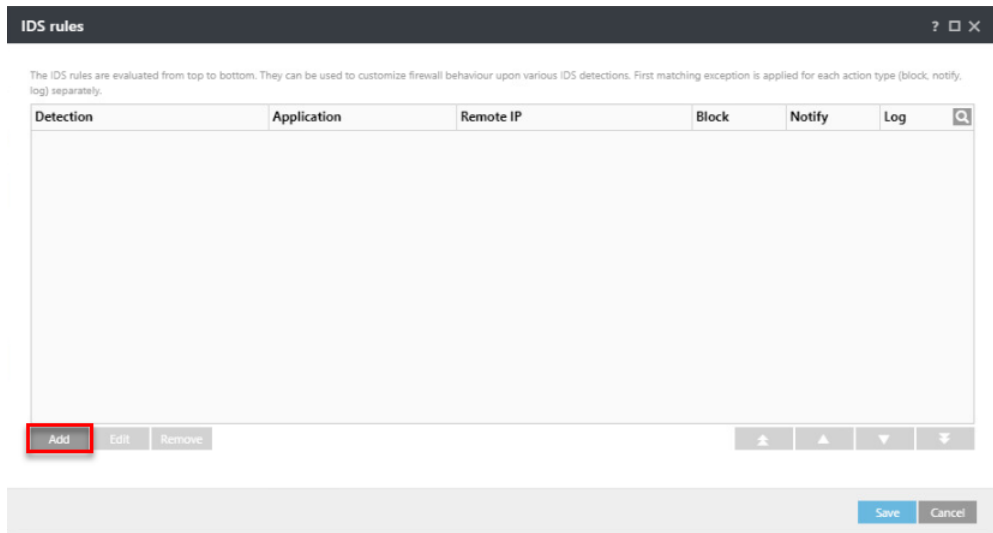 IDS rules
The IDS rules are evaluated from top to bottom. They can be used to customize firewall behaviour upon various IDS detections. First matching exception is applied for each action type (block, notify,
log) separately.
Detection Application Remote IP Block Notify Log
Add Edit Remove
Save Cancel